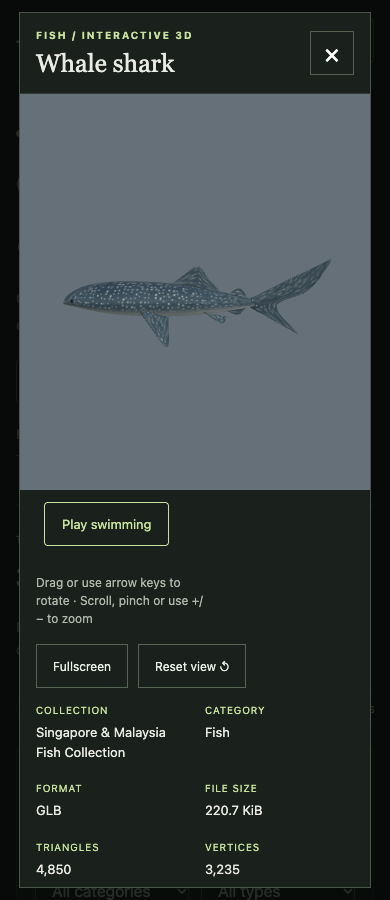 FISH / INTERACTIVE 3D
Whale shark
×
Play swimming
Drag or use arrow keys to
rotate · Scroll, pinch or use +/
− to zoom
Fullscreen
Reset view ↺
COLLECTION
Singapore & Malaysia
Fish Collection
CATEGORY
Fish
FORMAT
GLB
FILE SIZE
220.7 KiB
TRIANGLES
4,850
VERTICES
3,235
All categories
All types